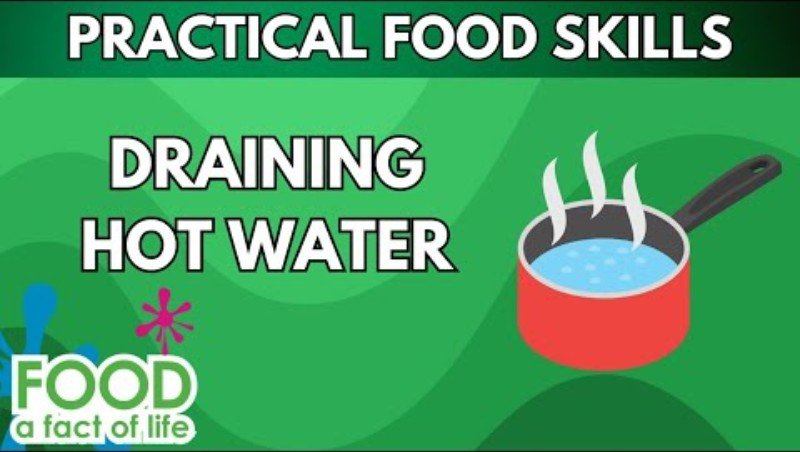 PRACTICAL FOOD SKILLS
DRAINING
HOT WATER
FOOD
a fact of life